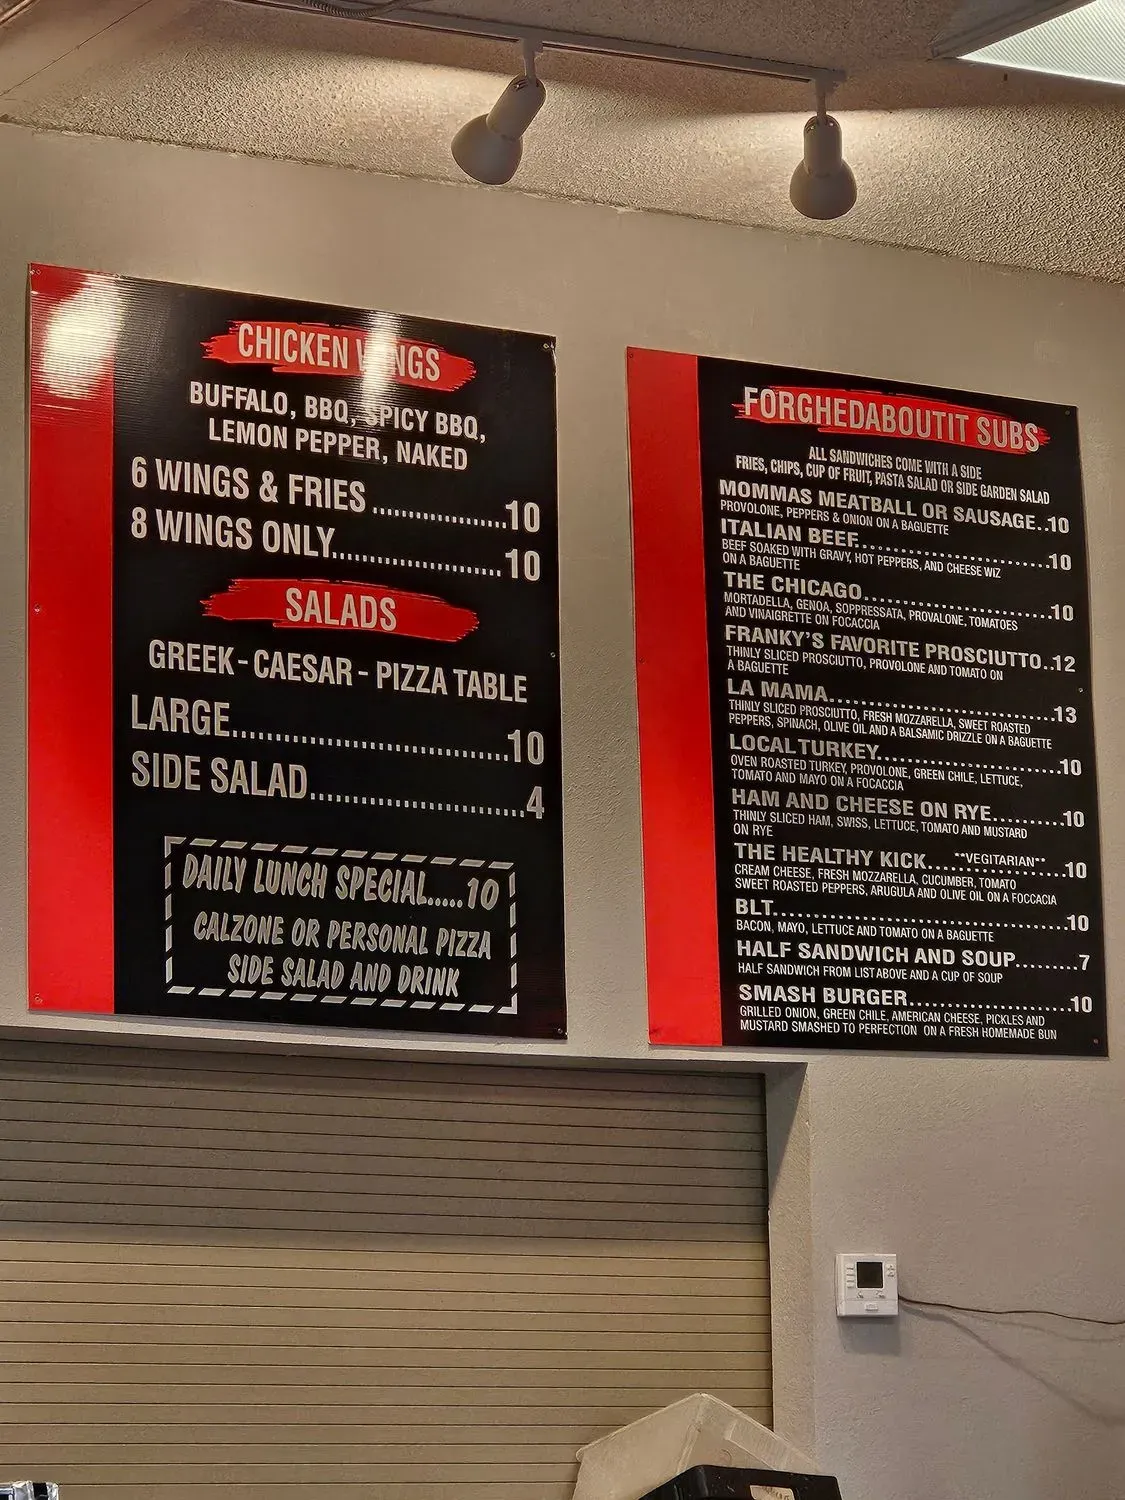 CHICKEN WINGS
BUFFALO, BBQ, SPICY BBQ,
LEMON PEPPER, NAKED
6 WINGS & FRIES....................10
8 WINGS ONLY.........................10
SALADS
GREEK - CAESAR - PIZZA TABLE
LARGE........................................10
SIDE SALAD...............................4
DAILY LUNCH SPECIAL.....10
CALZONE OR PERSONAL PIZZA
SIDE SALAD AND DRINK
FORGHEDABOUTIT SUBS
ALL SANDWICHES COME WITH A SIDE
FRIES, CHIPS, CUP OF FRUIT, PASTA SALAD OR SIDE GARDEN SALAD
MOMMAS MEATBALL OR SAUSAGE..10
PROVOLONE, PEPPERS & ONION ON A BAGUETTE
ITALIAN BEEF..........................10
BEEF SOAKED WITH GRAVY, HOT PEPPERS, AND CHEESE WIZ
ON A BAGUETTE
THE CHICAGO..........................10
MORTADELLA, GENOA, SOPPRESSATA, PROVALONE, TOMATOES
AND VINAIGRETTE ON FOCACCIA
FRANKY'S FAVORITE PROSCIUTTO..12
THINLY SLICED PROSCIUTTO, PROVOLONE AND TOMATO ON
A BAGUETTE
LA MAMA...............................13
THINLY SLICED PROSCIUTTO, FRESH MOZZARELLA, SWEET ROASTED
PEPPERS, SPINACH, OLIVE OIL AND A BALSAMIC DRIZZLE ON A BAGUETTE
LOCAL TURKEY.........................10
OVEN ROASTED TURKEY, PROVOLONE, GREEN CHILE, LETTUCE,
TOMATO AND MAYO ON A FOCACCIA
HAM AND CHEESE ON RYE..........10
THINLY SLICED HAM, SWISS, LETTUCE, TOMATO AND MUSTARD
ON RYE
THE HEALTHY KICK....**VEGITARIAN**..10
CREAM CHEESE, FRESH MOZZARELLA, CUCUMBER, TOMATO
SWEET ROASTED PEPPERS, ARUGULA AND OLIVE OIL ON A FOCCACIA
BLT......................................10
BACON, MAYO, LETTUCE AND TOMATO ON A BAGUETTE
HALF SANDWICH AND SOUP.........7
HALF SANDWICH FROM LIST ABOVE AND A CUP OF SOUP
SMASH BURGER.......................10
GRILLED ONION, GREEN CHILE, AMERICAN CHEESE, PICKLES AND
MUSTARD SMASHED TO PERFECTION ON A FRESH HOMEMADE BUN